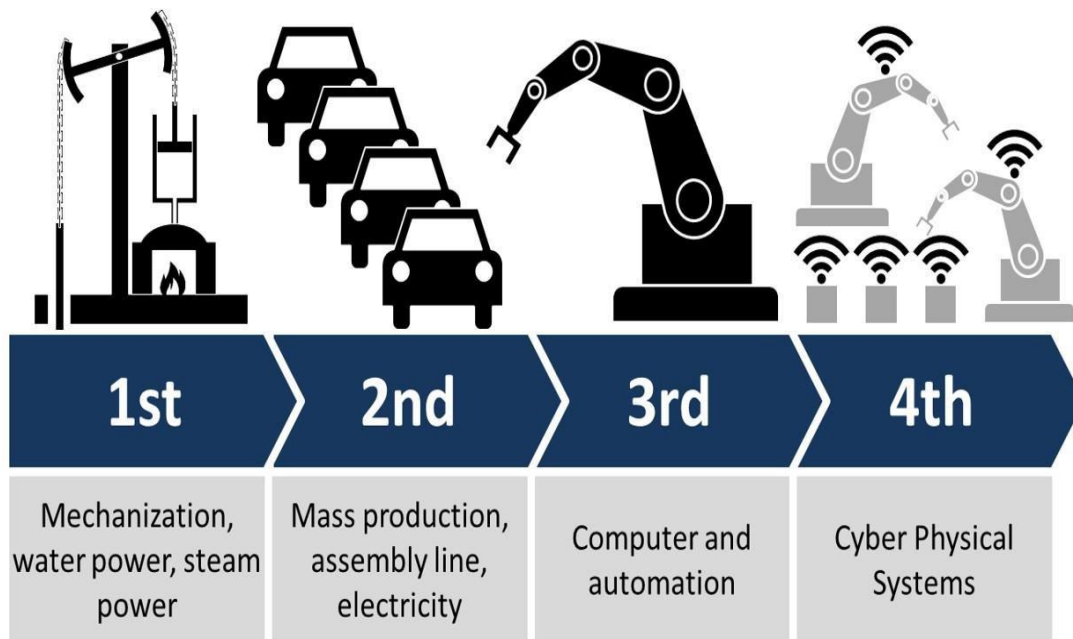 1st
2nd
3rd
4th
Mechanization,
water power, steam
power
Mass production,
assembly line,
electricity
Computer and
automation
Cyber Physical
Systems